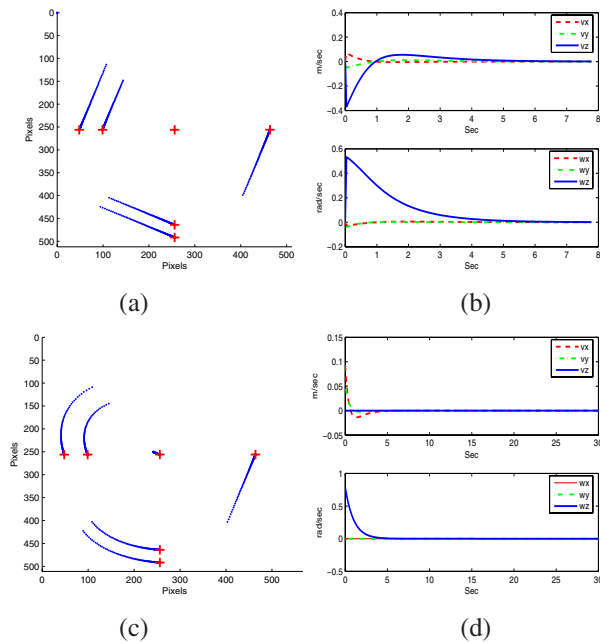 0
50
100
150
200
250
300
350
400
450
500
Pixels
0 100 200 300 400 500
Pixels
(a)
0.4
0.2
0
−0.2
−0.4
m/sec
vx
vy
vz
0 1 2 3 4 5 6 7 8
Sec
0.6
0.4
0.2
0
−0.2
rad/sec
wx
wy
wz
0 1 2 3 4 5 6 7 8
Sec
(b)
0
50
100
150
200
250
300
350
400
450
500
Pixels
0 100 200 300 400 500
Pixels
(c)
0.15
0.1
0.05
0
−0.05
m/sec
vx
vy
vz
0 5 10 15 20 25 30
Sec
1
0.5
0
−0.5
rad/sec
wx
wy
wz
0 5 10 15 20 25 30
Sec
(d)